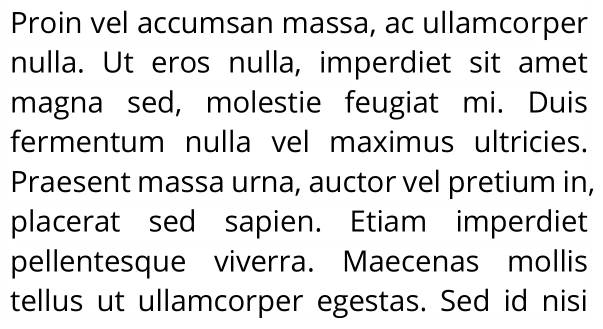 Proin vel accumsan massa, ac ullamcorper
nulla. Ut eros nulla, imperdiet sit amet
magna sed, molestie feugiat mi. Duis
fermentum nulla vel maximus ultricies.
Praesent massa urna, auctor vel pretium in,
placerat sed sapien. Etiam imperdiet
pellentesque viverra. Maecenas mollis
tellus ut ullamcorper egestas. Sed id nisi